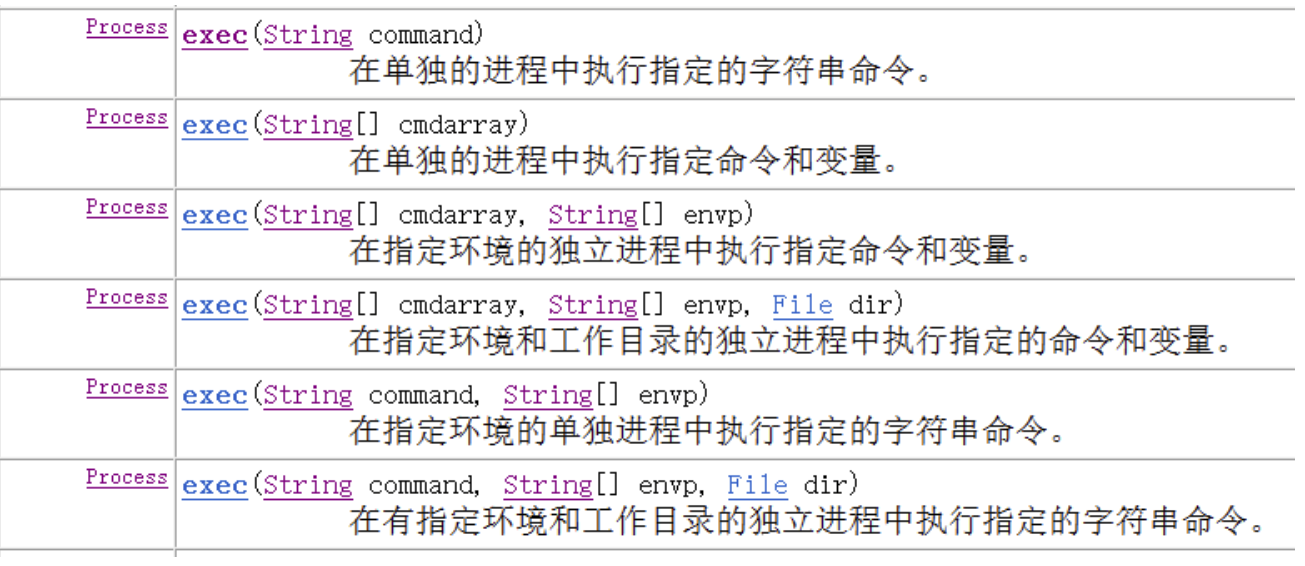 Process exec(String command)
在单独的进程中执行指定的字符串命令。
Process exec(String[] cmdarray)
在单独的进程中执行指定命令和变量。
Process exec(String[] cmdarray, String[] envp)
在指定环境的独立进程中执行指定命令和变量。
Process exec(String[] cmdarray, String[] envp, File dir)
在指定环境和工作目录的独立进程中执行指定的命令和变量。
Process exec(String command, String[] envp)
在指定环境的单独进程中执行指定的字符串命令。
Process exec(String command, String[] envp, File dir)
在有指定环境和工作目录的独立进程中执行指定的字符串命令。